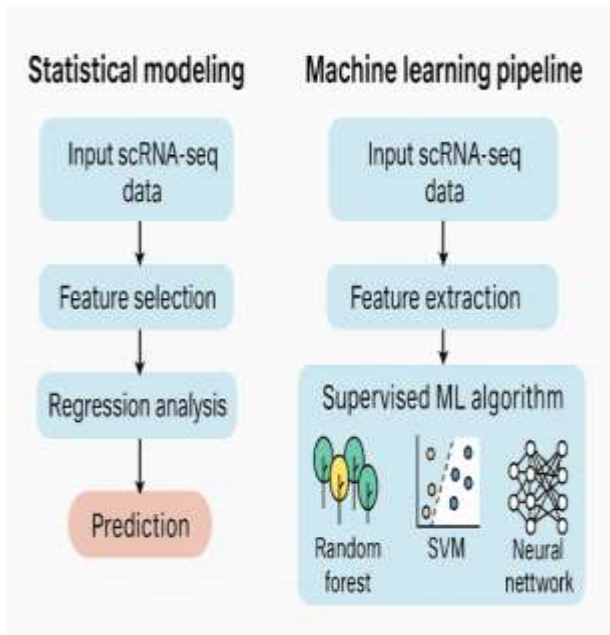 Statistical modeling
Input scRNA-seq
data
Feature selection
Regression analysis
Prediction
Machine learning pipeline
Input scRNA-seq
data
Feature extraction
Supervised ML algorithm
Random
forest
SVM
Neural
nettwork